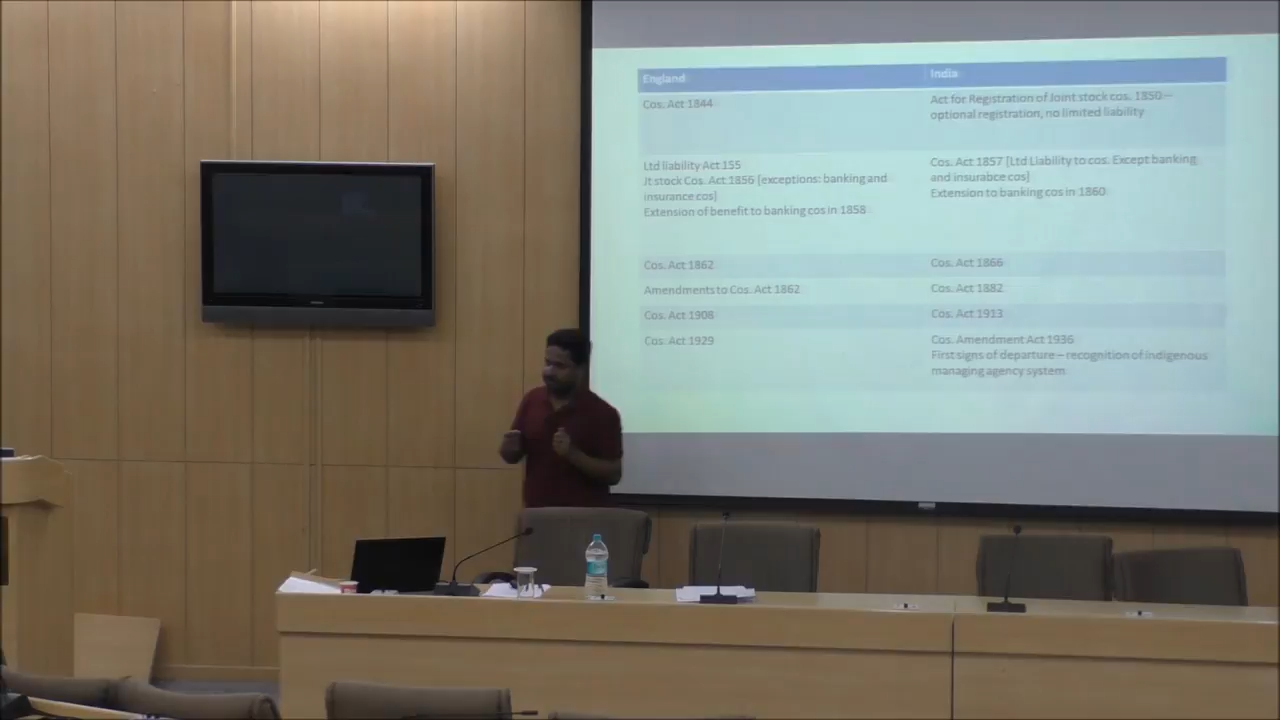 England
India
Cos. Act 1844
Act for Registration of Joint stock cos. 1850 –
optional registration, no limited liability
Ltd liability Act 155
Jt stock Cos. Act 1856 [exceptions: banking and
insurance cos]
Extension of benefit to banking cos in 1858
Cos. Act 1857 [Ltd Liability to cos. Except banking
and insurabce cos]
Extension to banking cos in 1860
Cos. Act 1862
Cos. Act 1866
Amendments to Cos. Act 1862
Cos. Act 1882
Cos. Act 1908
Cos. Act 1913
Cos. Act 1929
Cos. Amendment Act 1936
First signs of departure – recognition of indigenous
managing agency system